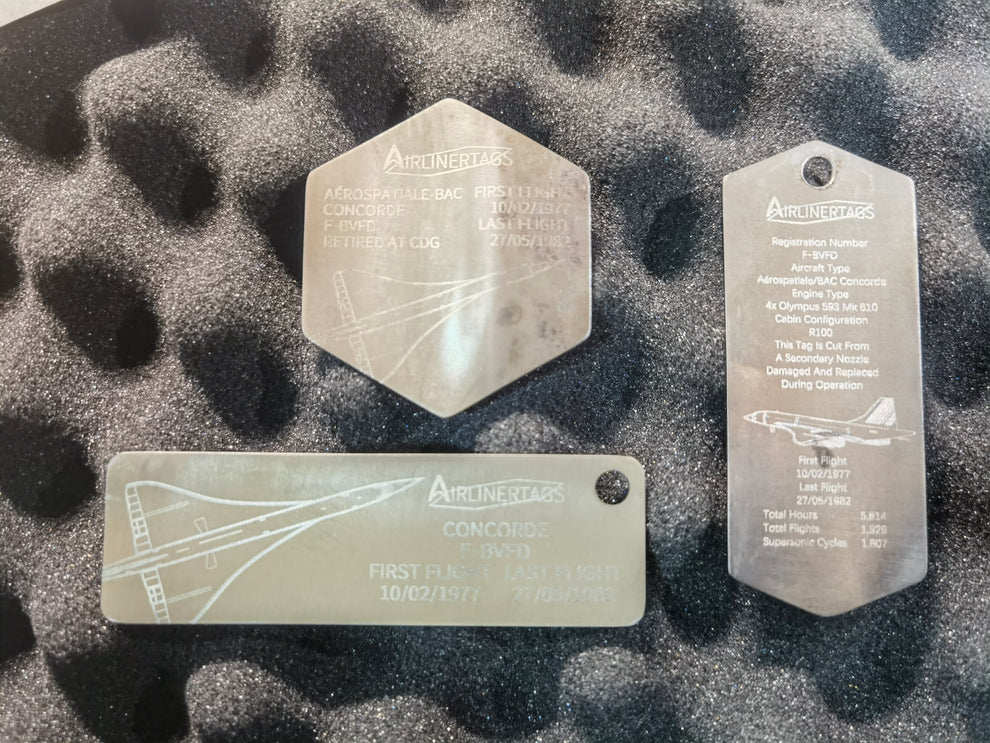 AIRLINERTAGS
AÉROSPATIALE-BAC FIRST FLIGHT
CONCORDE 10/02/1977
F-BVFD LAST FLIGHT
RETIRED AT CDG 27/05/1982
AIRLINERTAGS
Registration Number
F-BVFD
Aircraft Type
Aérospatiale/BAC Concorde
Engine Type
4x Olympus 593 Mk 610
Cabin Configuration
R100
This Tag Is Cut From
A Secondary Nozzle
Damaged And Replaced
During Operation
First Flight
10/02/1977
Last Flight
27/05/1982
Total Hours 5,814
Total Flights 1,929
Supersonic Cycles 1,807
AIRLINERTAGS
CONCORDE
F-BVFD
FIRST FLIGHT LAST FLIGHT
10/02/1977 27/05/1982